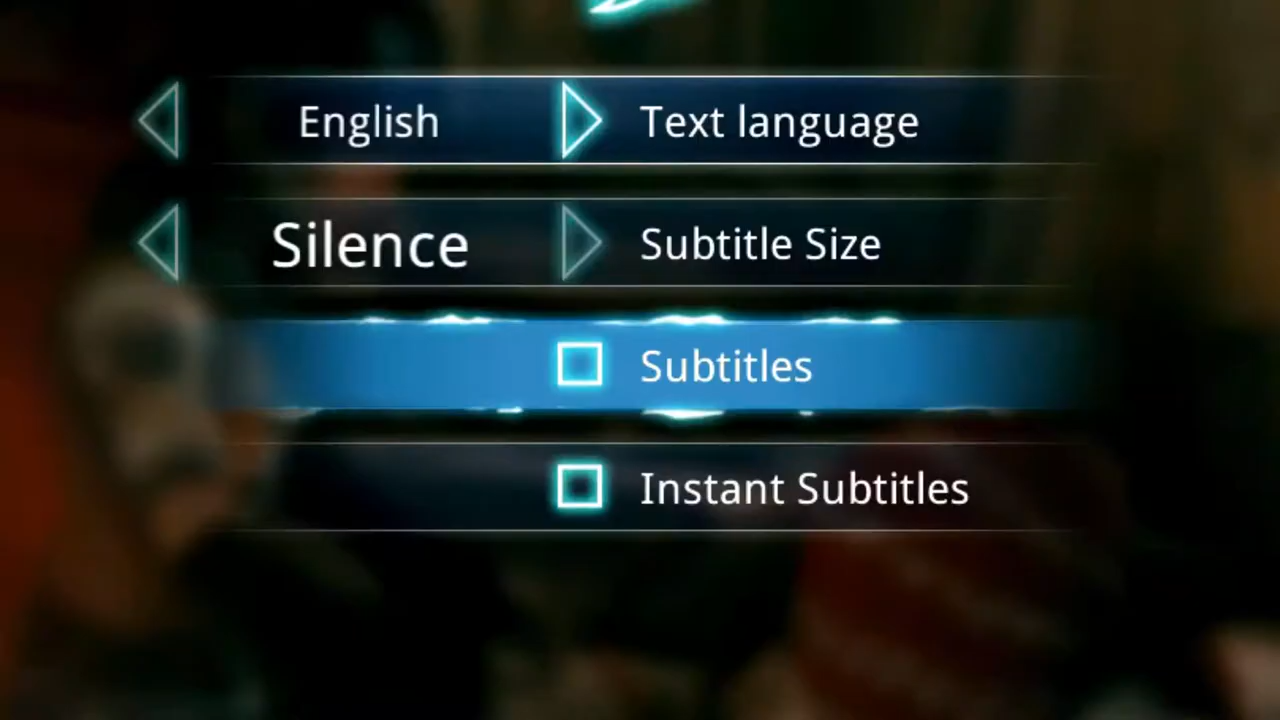 English Text language
Silence Subtitle Size
Subtitles
Instant Subtitles